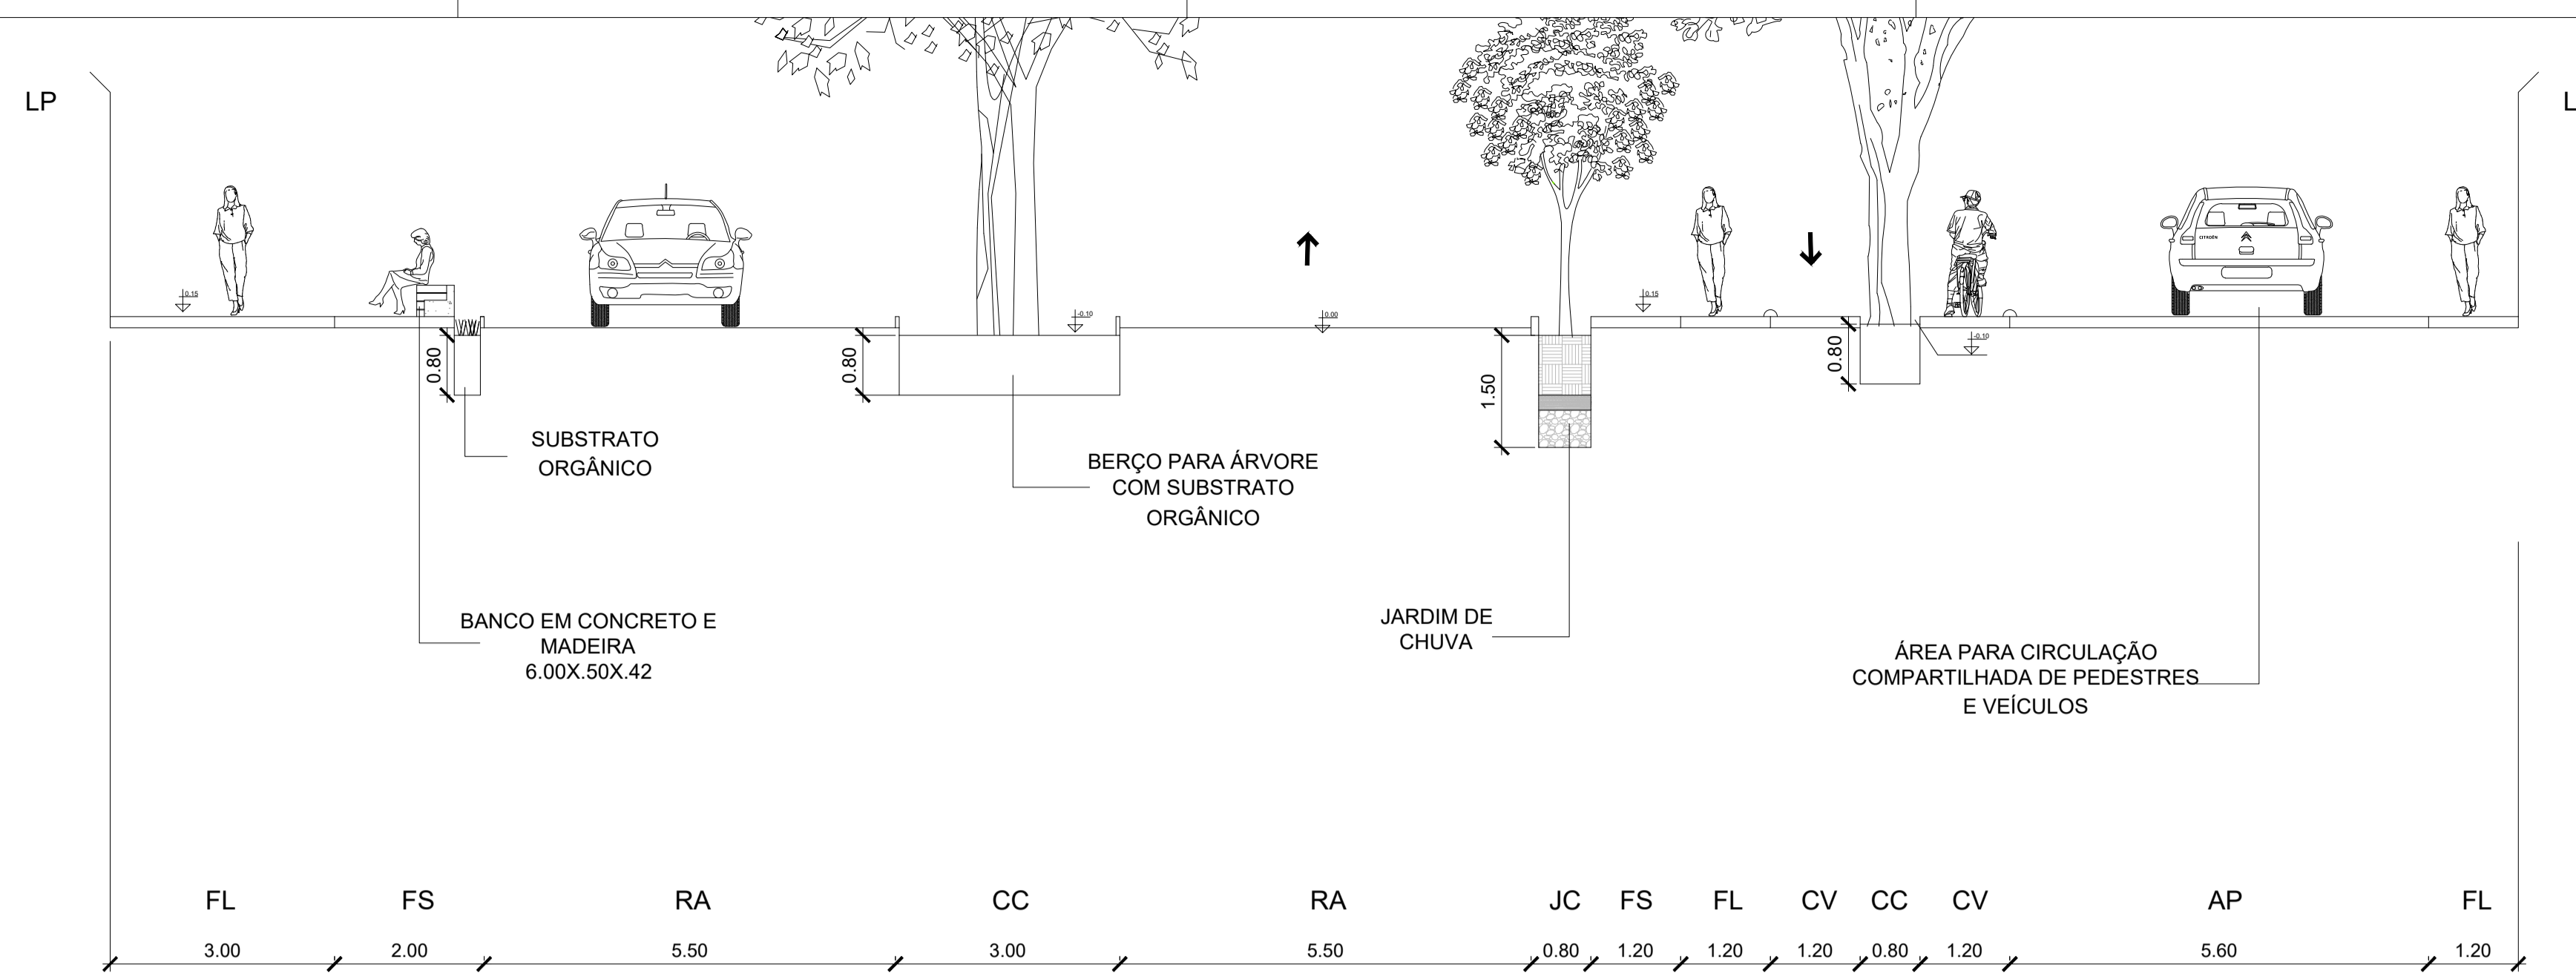 LP
L
0.15
-0.10
0.00
0.15
-0.10
CITROËN
0.80
0.80
1.50
0.80
SUBSTRATO
ORGÂNICO
BERÇO PARA ÁRVORE
COM SUBSTRATO
ORGÂNICO
BANCO EM CONCRETO E
MADEIRA
6.00X.50X.42
JARDIM DE
CHUVA
ÁREA PARA CIRCULAÇÃO
COMPARTILHADA DE PEDESTRES
E VEÍCULOS
FL FS RA CC RA JC FS FL CV CC CV AP FL
3.00 2.00 5.50 3.00 5.50 0.80 1.20 1.20 1.20 0.80 1.20 5.60 1.20